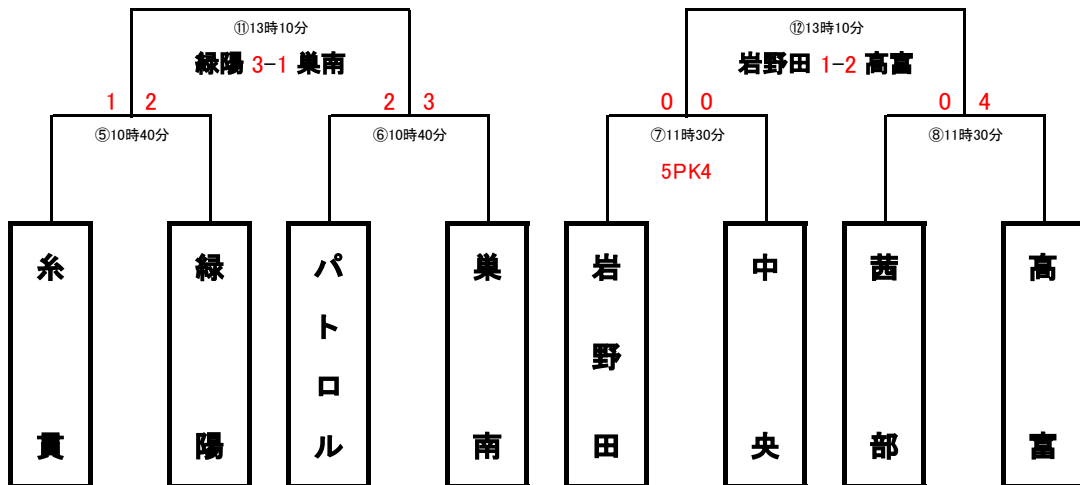 ⑪13時10分
緑陽 3-1 巣南
⑫13時10分
岩野田 1-2 高富
1 2
2 3
0 0
0 4
⑤10時40分
⑥10時40分
⑦11時30分
⑧11時30分
5PK4
糸貫
緑陽
パトロル
巣南
岩野田
中央
茜部
高富